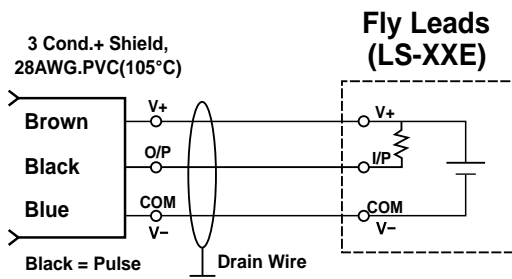 Fly Leads
(LS-XXE)
3 Cond.+ Shield,
28AWG.PVC(105°C)
Brown
V+
V+
Black
O/P
I/P
Blue
COM
V−
COM
V−
Black = Pulse
Drain Wire